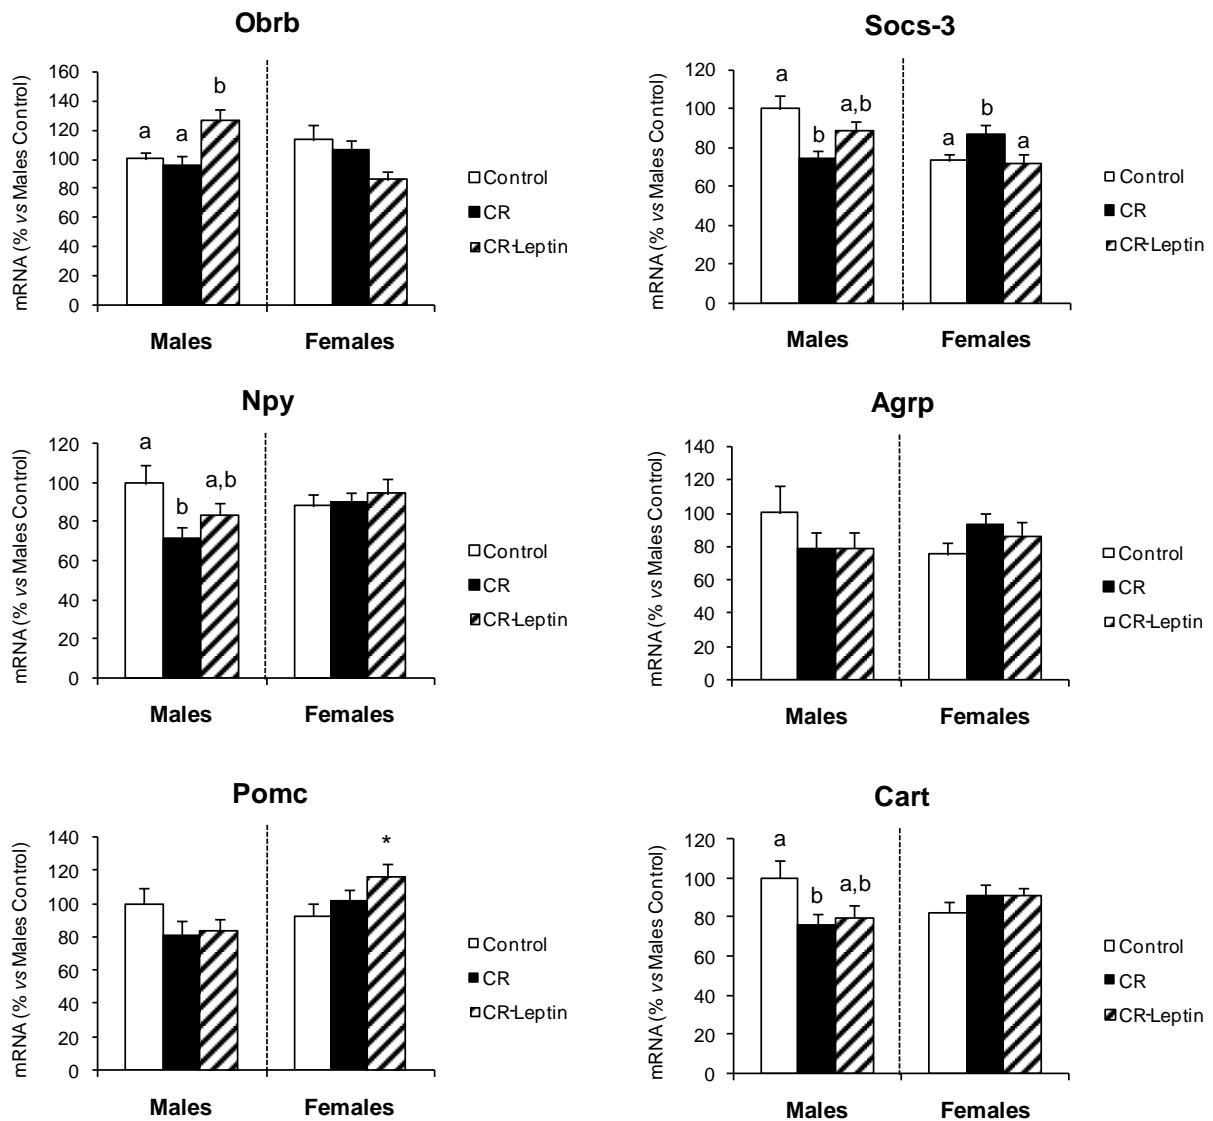 Obrb
mRNA (% vs Males Control)
160
140
120
100
80
60
40
20
0
a
a
b
Males
Females
Control
CR
CR-Leptin
Socs-3
mRNA (% vs Males Control)
120
100
80
60
40
20
0
a
b
a,b
a
b
a
Males
Females
Control
CR
CR-Leptin
Npy
mRNA (% vs Males Control)
120
100
80
60
40
20
0
a
b
a,b
Males
Females
Control
CR
CR-Leptin
Agrp
mRNA (% vs Males Control)
140
120
100
80
60
40
20
0
Males
Females
Control
CR
CR-Leptin
Pomc
mRNA (% vs Males Control)
140
120
100
80
60
40
20
0
*
Males
Females
Control
CR
CR-Leptin
Cart
mRNA (% vs Males Control)
120
100
80
60
40
20
0
a
b
a,b
Males
Females
Control
CR
CR-Leptin